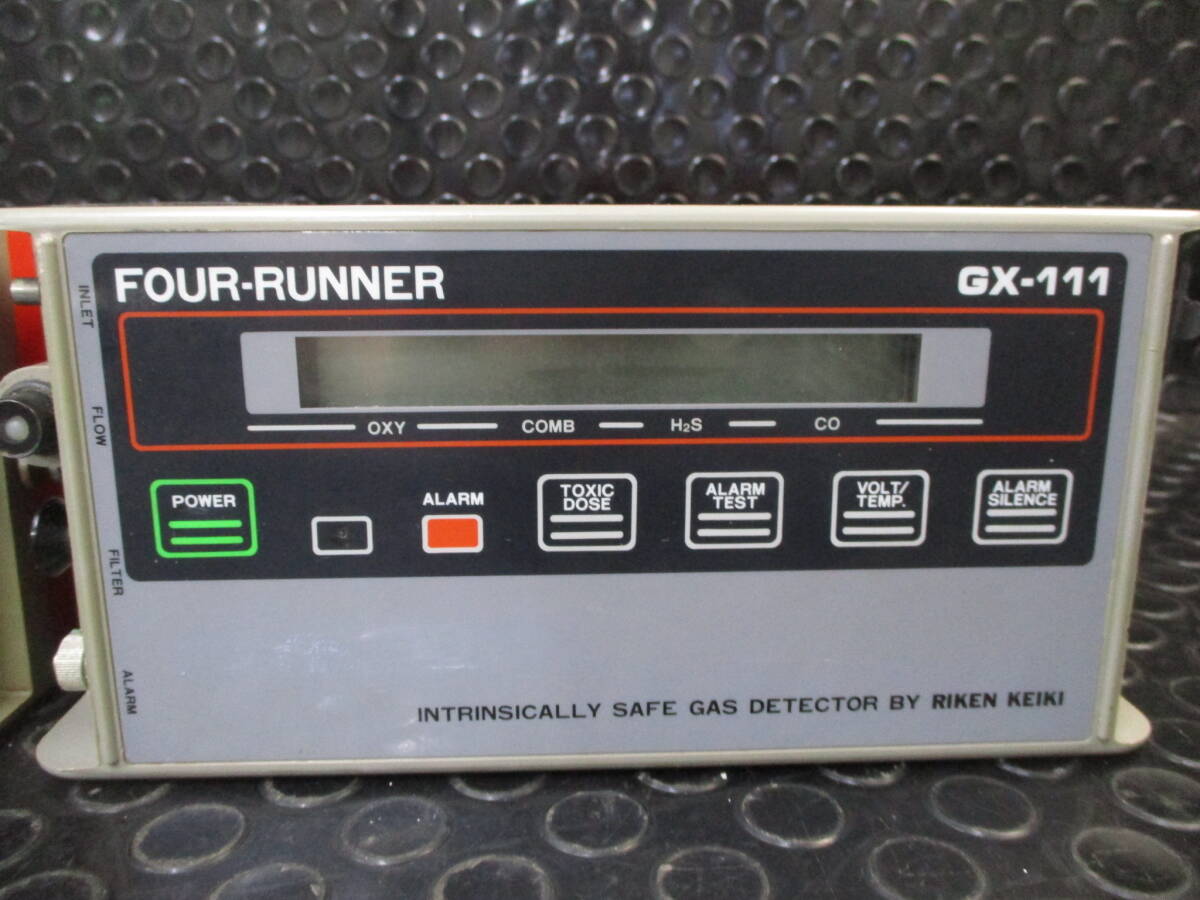 FOUR-RUNNER GX-111
OXY COMB H₂S CO
POWER
ALARM
TOXIC
DOSE
ALARM
TEST
VOLT/
TEMP.
ALARM
SILENCE
INLET
FLOW
FILTER
ALARM
INTRINSICALLY SAFE GAS DETECTOR BY RIKEN KEIKI